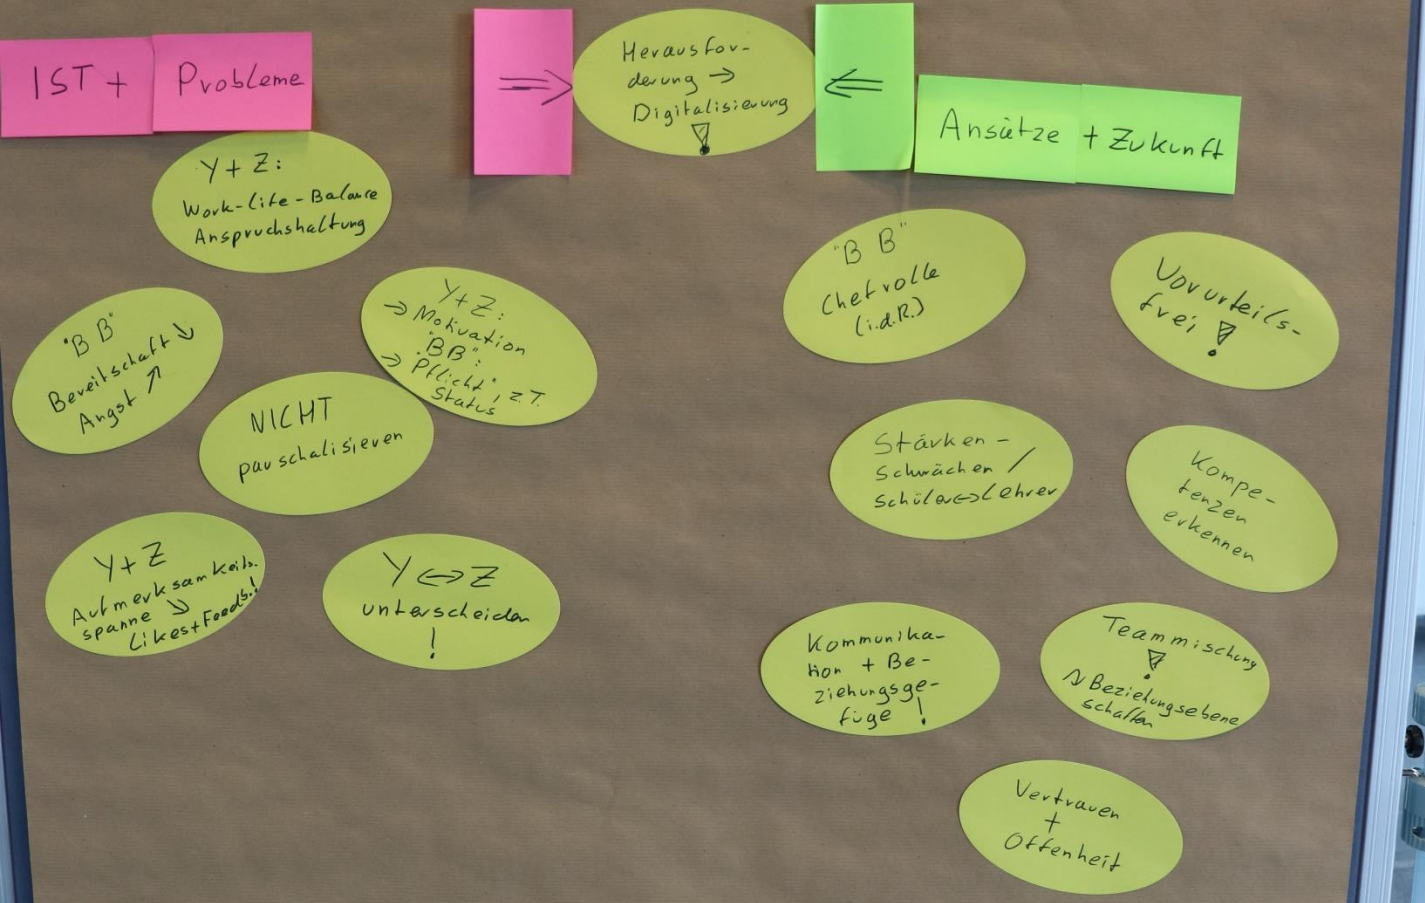 IST + Probleme
⇒
Herausfor-
derung →
Digitalisierung
!
⇐
Ansätze + Zukunft
Y + Z:
Work-Life-Balance
Anspruchshaltung
"BB"
Bereitschaft ↘
Angst ↗
Y+Z:
→ Motivation
"BB":
→ "Pflicht", z.T.
Status
NICHT
pauschalisieren
Y+Z
Aufmerksamkeits-
spanne ↘
Likes+Feedb.!
Y ↔ Z
unterscheiden
!
"BB"
Chefrolle
(i.d.R.)
Vorurteils-
frei !
Stärken -
Schwächen /
Schüler↔Lehrer
Kompe-
tenzen
erkennen
Kommunika-
tion + Be-
ziehungsge-
füge !
Teammischung
!
Beziehungsebene
schaffen
Vertrauen
+
Offenheit